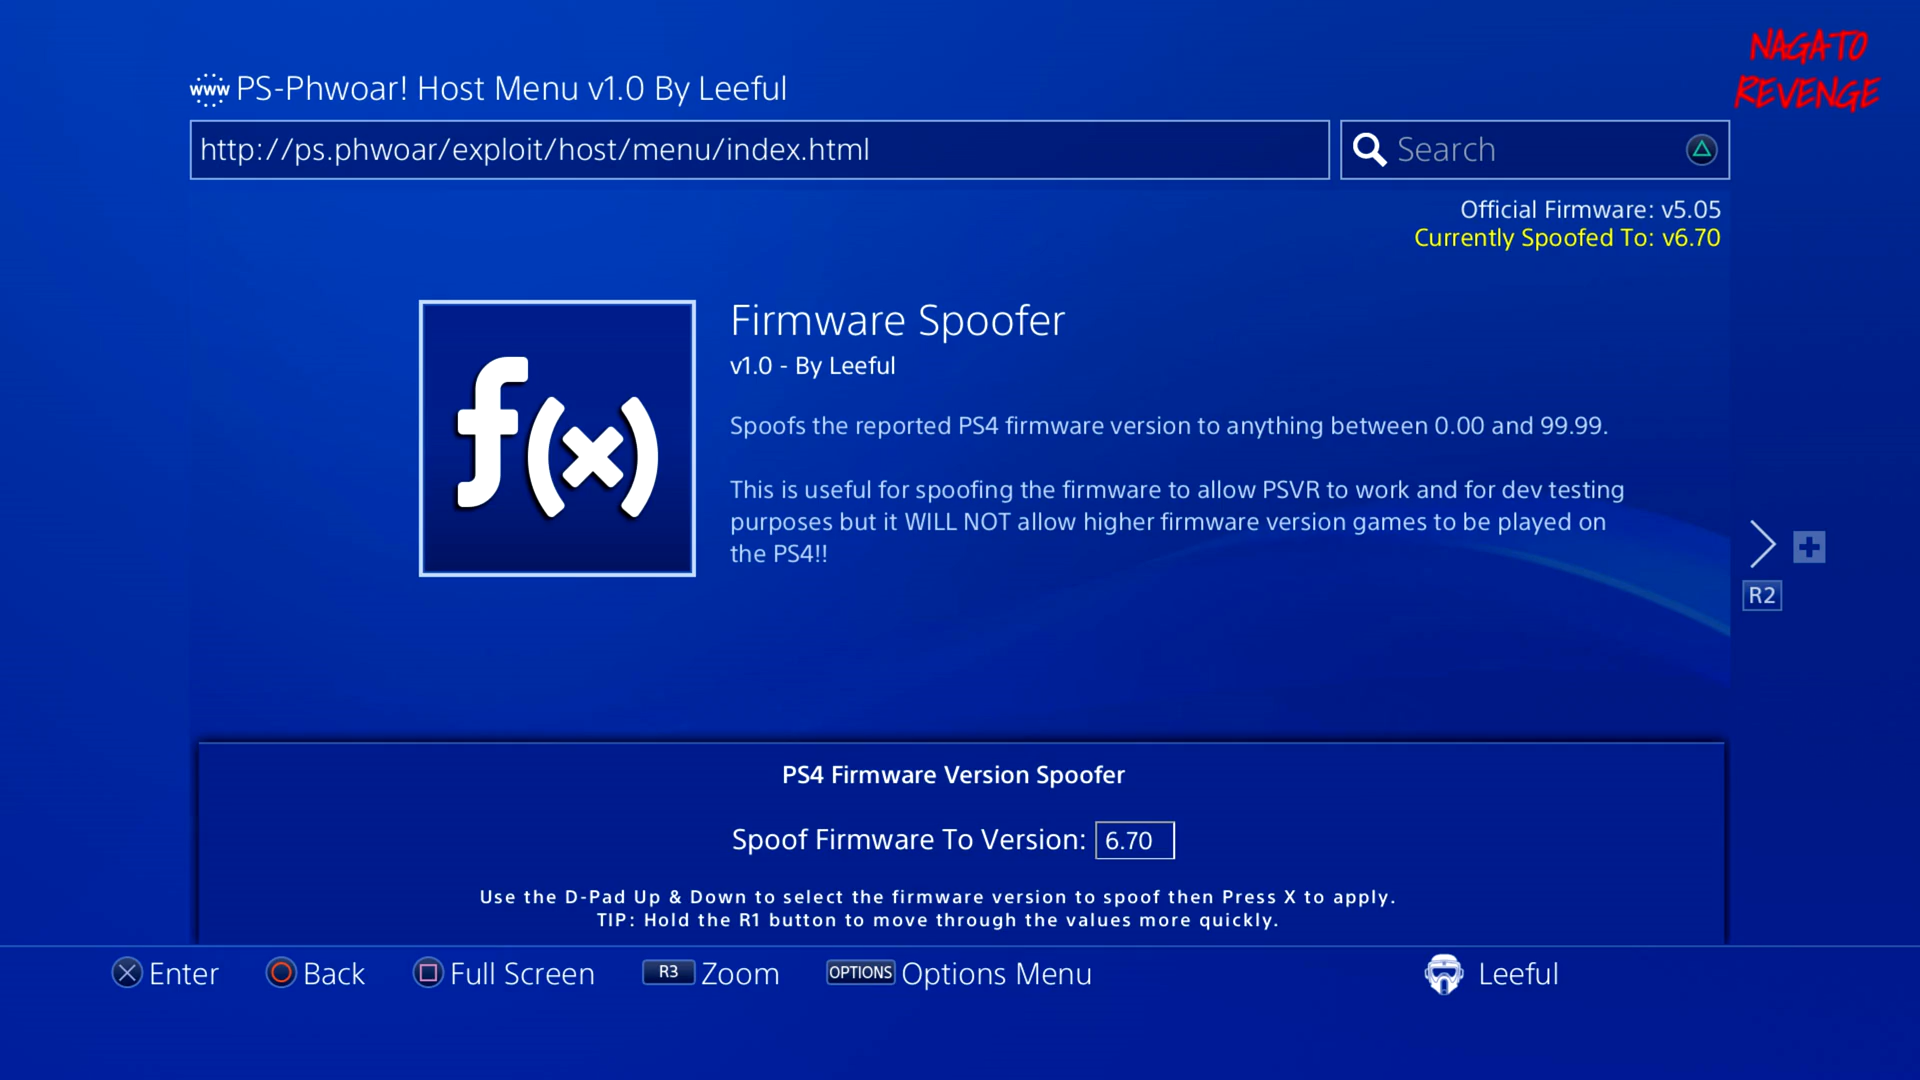 NAGATO
REVENGE
www PS-Phwoar! Host Menu v1.0 By Leeful
http://ps.phwoar/exploit/host/menu/index.html
Search
Official Firmware: v5.05
Currently Spoofed To: v6.70
f(x)
Firmware Spoofer
v1.0 - By Leeful
Spoofs the reported PS4 firmware version to anything between 0.00 and 99.99.
This is useful for spoofing the firmware to allow PSVR to work and for dev testing
purposes but it WILL NOT allow higher firmware version games to be played on
the PS4!!
R2
PS4 Firmware Version Spoofer
Spoof Firmware To Version: 6.70
Use the D-Pad Up & Down to select the firmware version to spoof then Press X to apply.
TIP: Hold the R1 button to move through the values more quickly.
Enter Back Full Screen R3 Zoom OPTIONS Options Menu Leeful